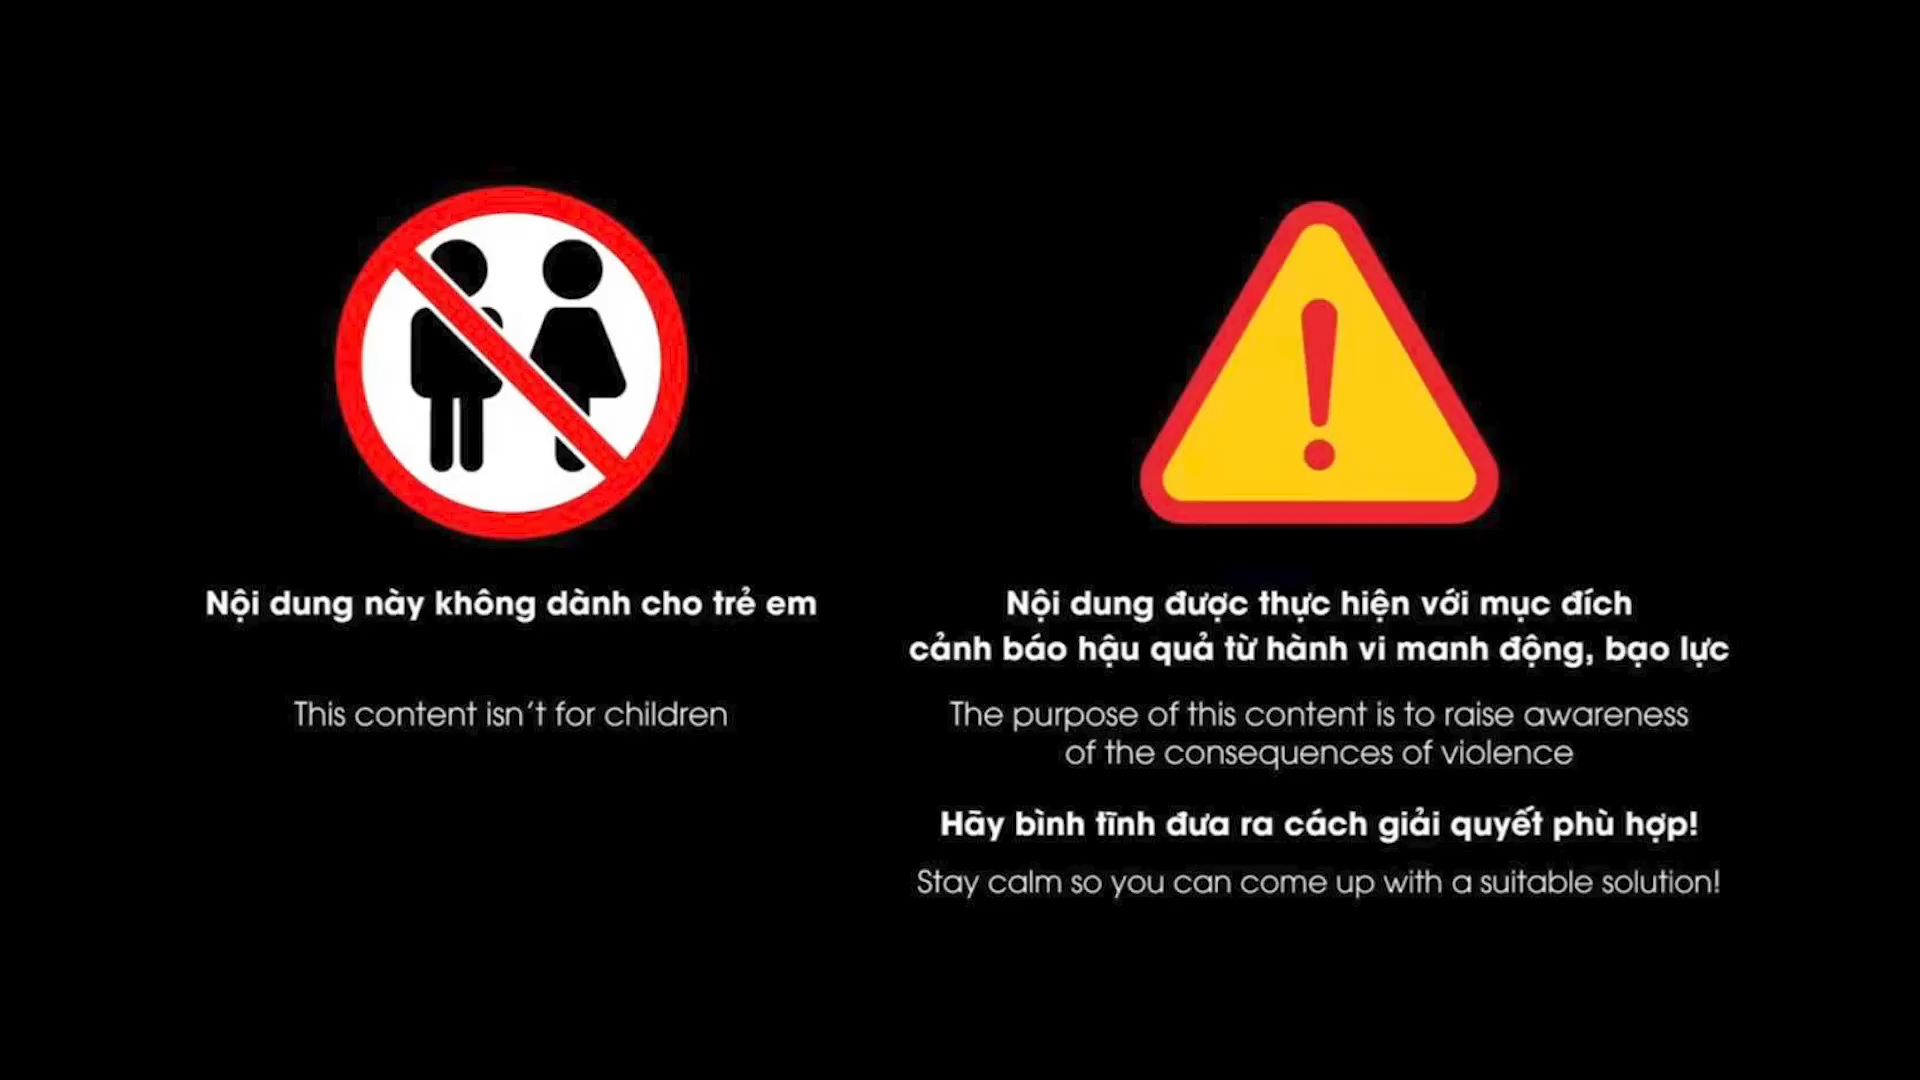 Nội dung này không dành cho trẻ em
This content isn't for children
Nội dung được thực hiện với mục đích
cảnh báo hậu quả từ hành vi manh động, bạo lực
The purpose of this content is to raise awareness
of the consequences of violence
Hãy bình tĩnh đưa ra cách giải quyết phù hợp!
Stay calm so you can come up with a suitable solution!